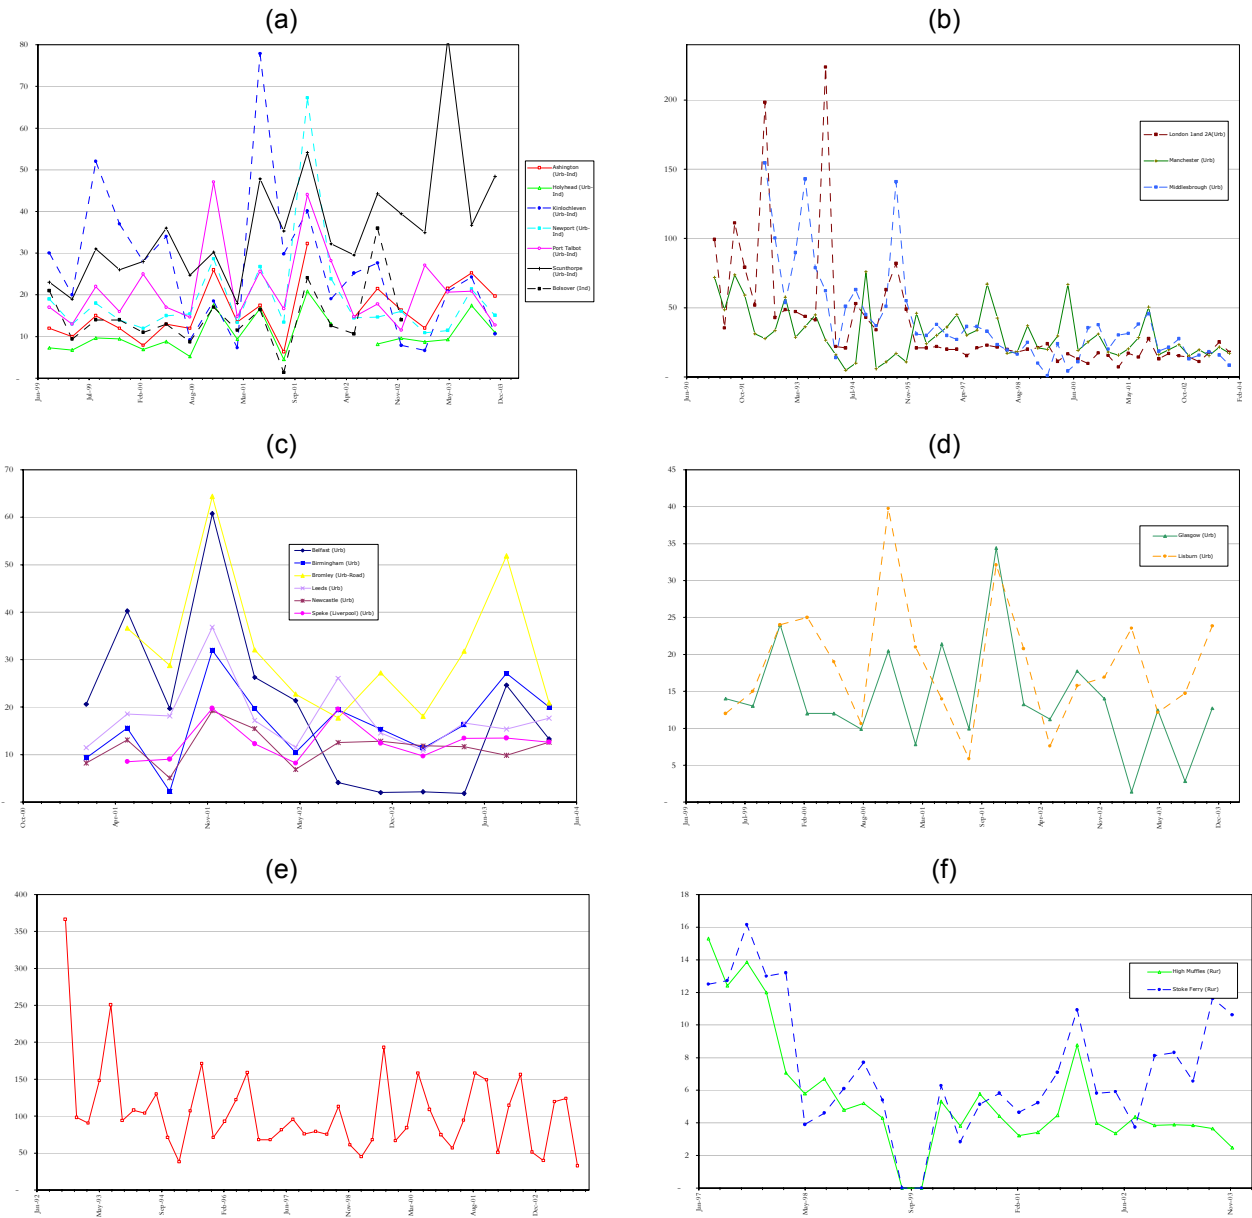 (a)
80
70
60
50
40
30
20
10
-
Jan-99
Jul-99
Feb-00
Aug-00
Mar-01
Sep-01
Apr-02
Nov-02
May-03
Dec-03
Ashington
(Urb-Ind)
Holyhead (Urb-
Ind)
Kinlochleven
(Urb-Ind)
Newport (Urb-
Ind)
Port Talbot
(Urb-Ind)
Scunthorpe
(Urb-Ind)
Bolsover (Ind)
(b)
200
150
100
50
-
Jun-90
Oct-91
Mar-93
Jul-94
Nov-95
Apr-97
Aug-98
Jan-00
May-01
Oct-02
Feb-04
London 1and 2A(Urb)
Manchester (Urb)
Middlesbrough (Urb)
(c)
70
60
50
40
30
20
10
-
Oct-00
Apr-01
Nov-01
May-02
Dec-02
Jun-03
Jan-04
Belfast (Urb)
Birmingham (Urb)
Bromley (Urb-Road)
Leeds (Urb)
Newcastle (Urb)
Speke (Liverpool) (Urb)
(d)
45
40
35
30
25
20
15
10
5
-
Jan-99
Jul-99
Feb-00
Aug-00
Mar-01
Sep-01
Apr-02
Nov-02
May-03
Dec-03
Glasgow (Urb)
Lisburn (Urb)
(e)
400
350
300
250
200
150
100
50
-
Jan-92
May-93
Oct-94
Feb-96
Jun-97
Nov-98
Mar-00
Aug-01
Dec-02
(f)
18
16
14
12
10
8
6
4
2
-
Jan-97
May-98
Sep-99
Feb-01
Jun-02
Nov-03
High Muffles (Rur)
Stoke Ferry (Rur)